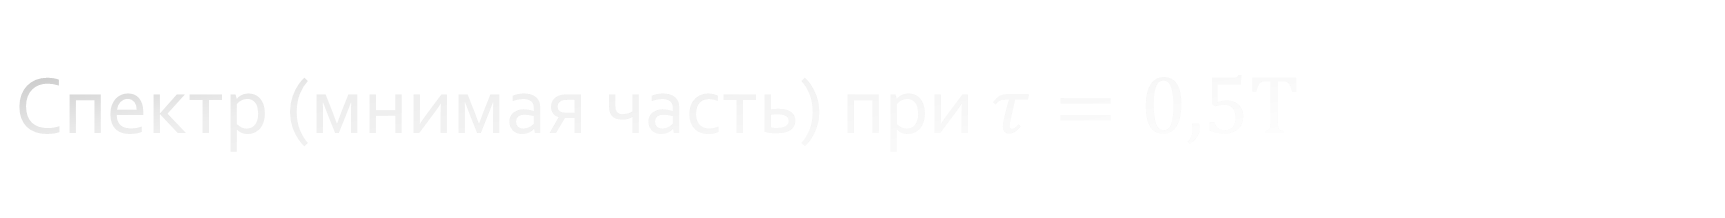 Спектр (мнимая часть) при τ = 0,5T